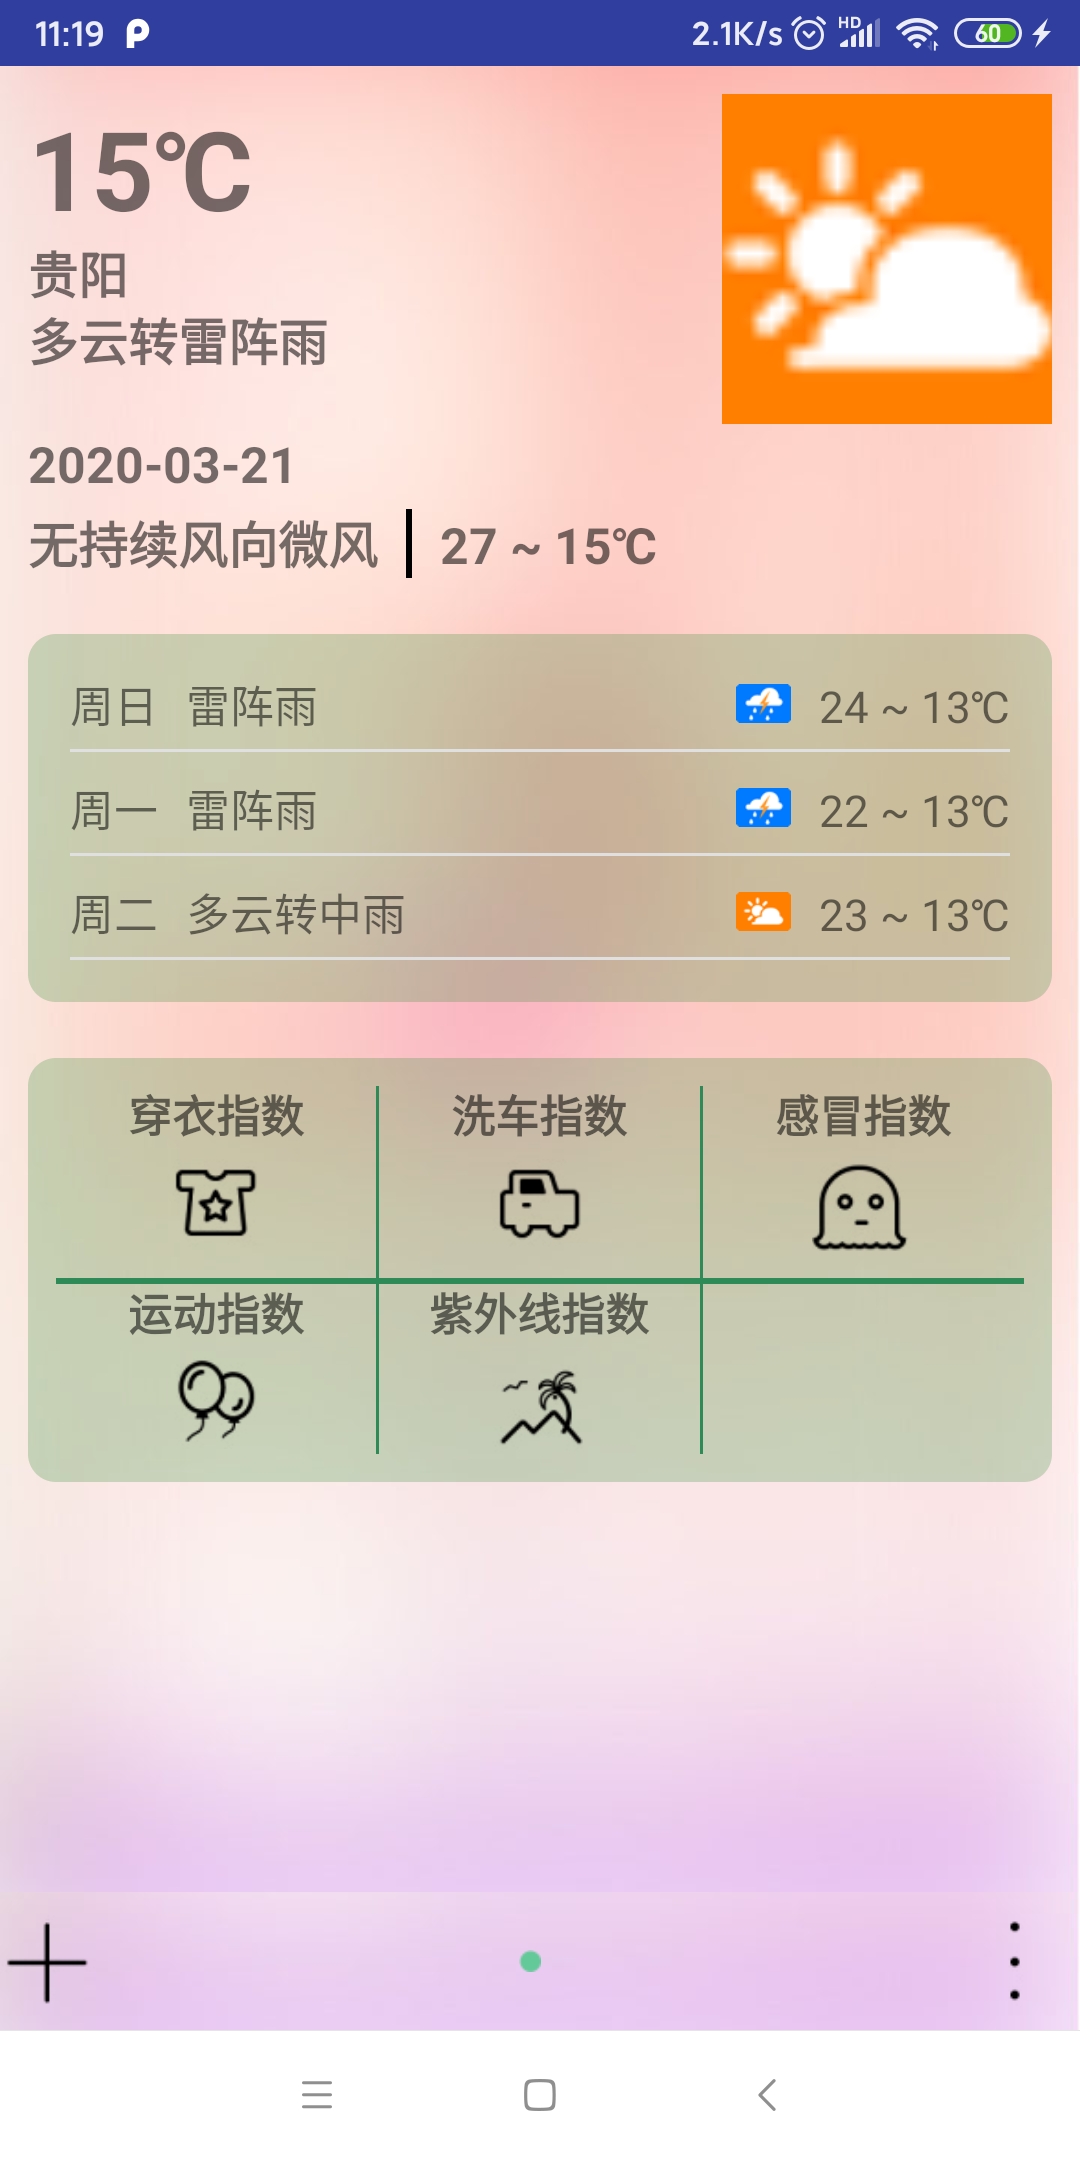 11:19 2.1K/s HD 60
15℃
贵阳
多云转雷阵雨
2020-03-21
无持续风向微风 27 ~ 15℃
周日 雷阵雨 24 ~ 13℃
周一 雷阵雨 22 ~ 13℃
周二 多云转中雨 23 ~ 13℃
穿衣指数 洗车指数 感冒指数
运动指数 紫外线指数